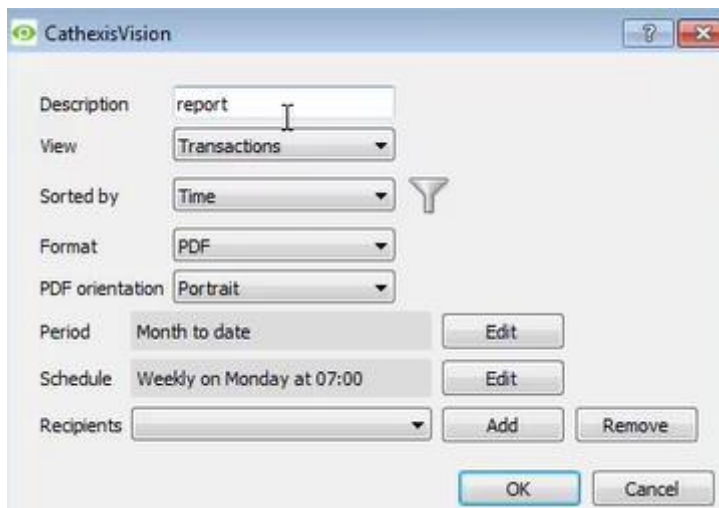 CathexisVision
Description report
View Transactions
Sorted by Time
Format PDF
PDF orientation Portrait
Period Month to date Edit
Schedule Weekly on Monday at 07:00 Edit
Recipients Add Remove
OK Cancel